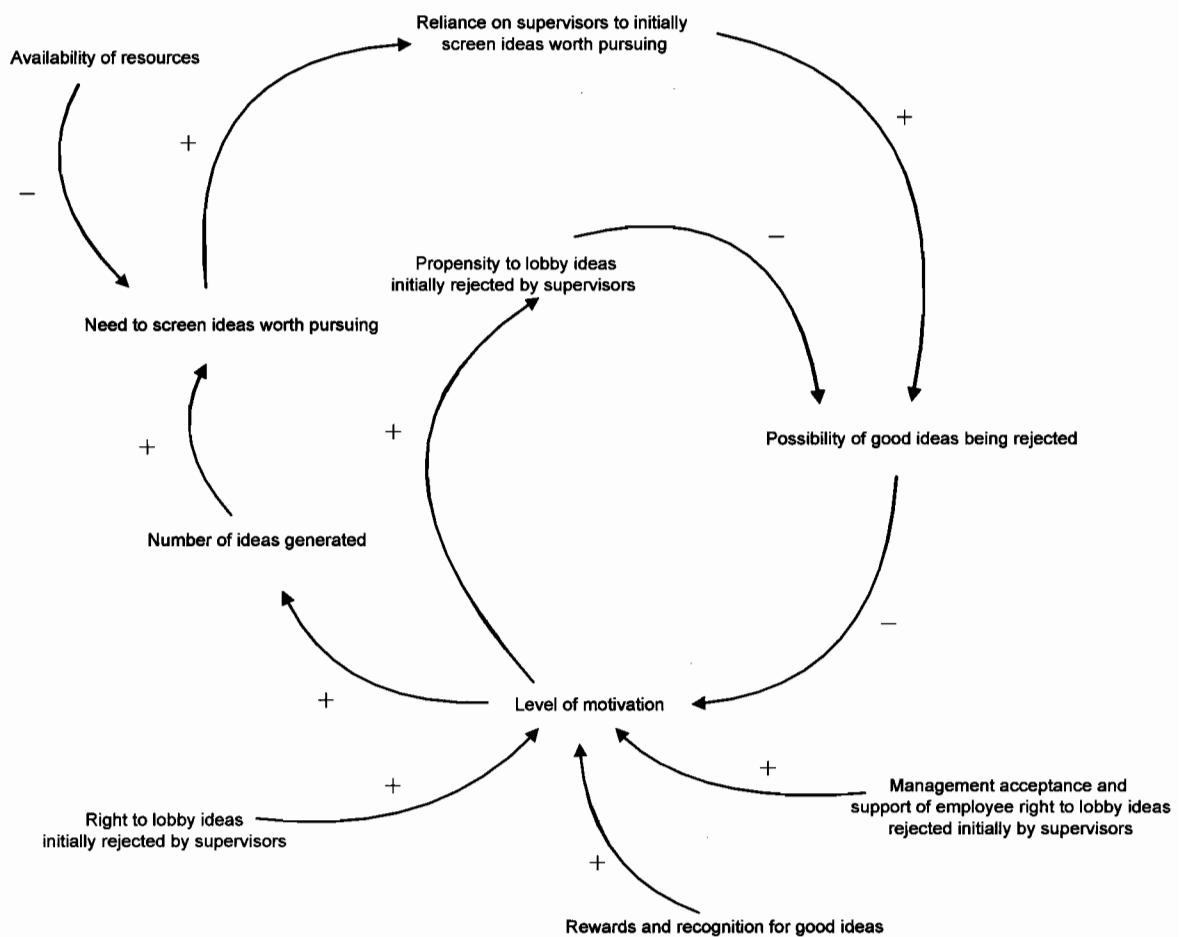 Reliance on supervisors to initially
screen ideas worth pursuing
Availability of resources
+
+
−
−
Propensity to lobby ideas
initially rejected by supervisors
Need to screen ideas worth pursuing
+
+
Possibility of good ideas being rejected
Number of ideas generated
−
+
Level of motivation
+
+
Management acceptance and
support of employee right to lobby ideas
rejected initially by supervisors
Right to lobby ideas
initially rejected by supervisors
+
Rewards and recognition for good ideas